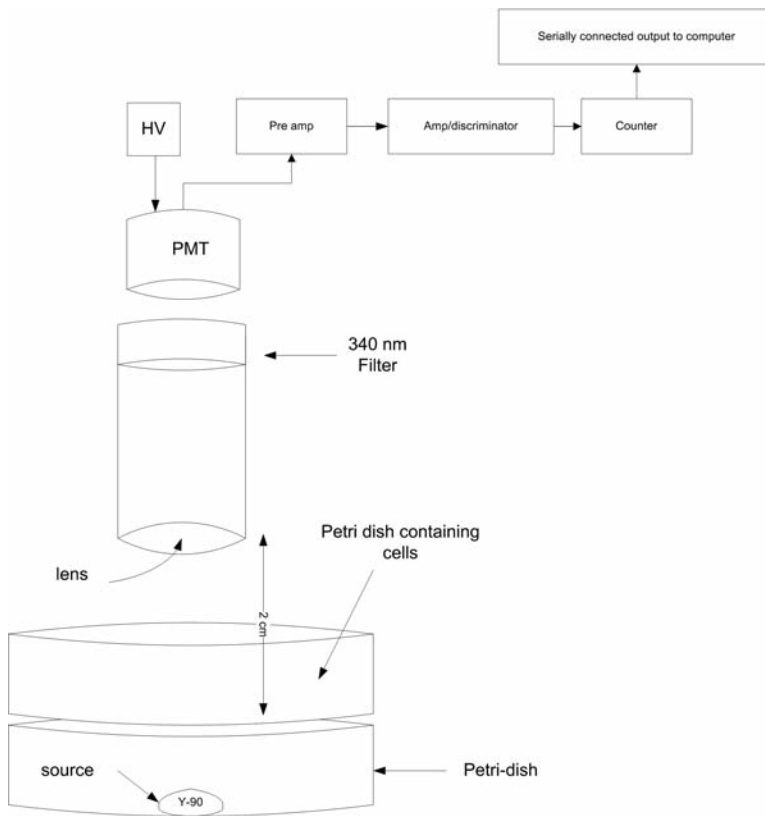 Serially connected output to computer
HV
Pre amp
Amp/discriminator
Counter
PMT
340 nm
Filter
Petri dish containing
cells
lens
2 cm
source
Y-90
Petri-dish